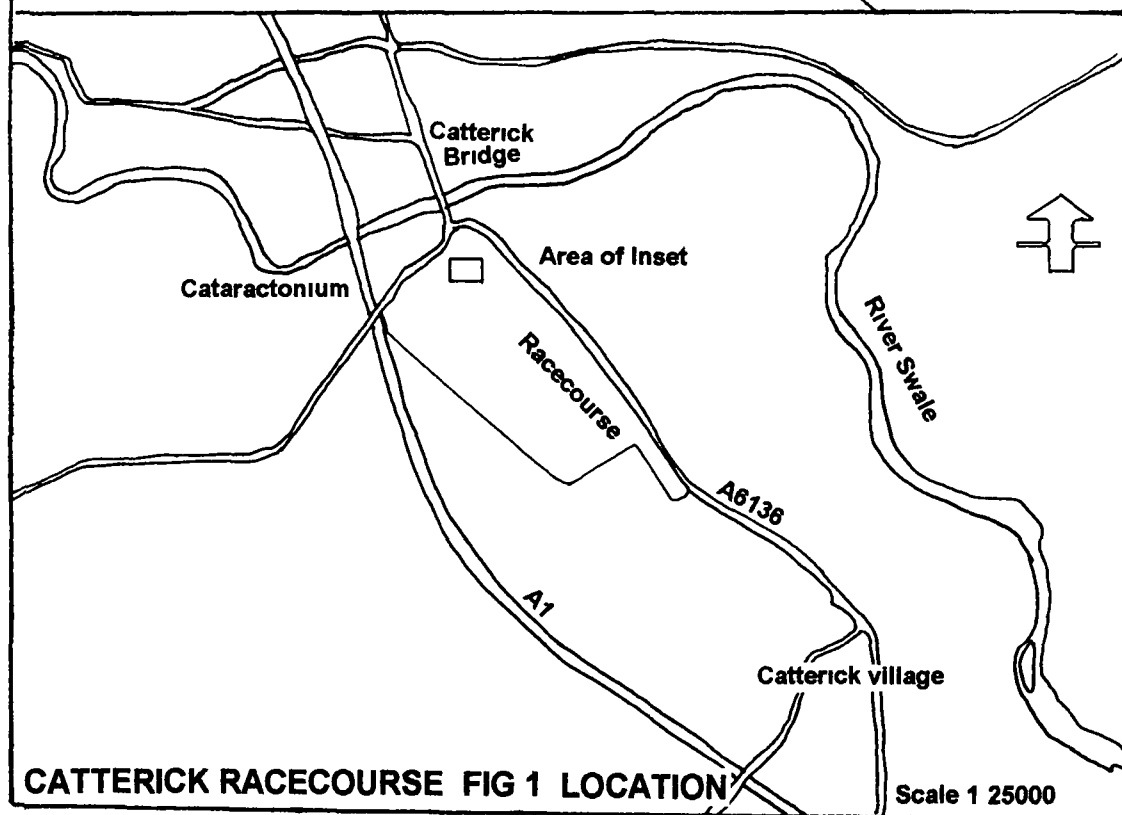 Catterick
Bridge
Area of Inset
Cataractonium
River Swale
Racecourse
A6136
A1
Catterick village
CATTERICK RACECOURSE FIG 1 LOCATION
Scale 1 25000